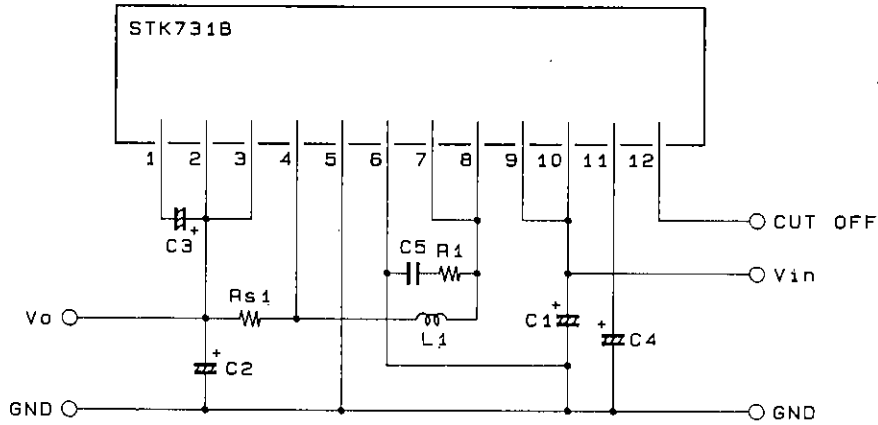 STK731B
1 2 3 4 5 6 7 8 9 10 11 12
C3 +
CUT OFF
C5 R1
Vin
Rs1
Vo
L1
+ C1
+ C4
+ C2
GND
GND